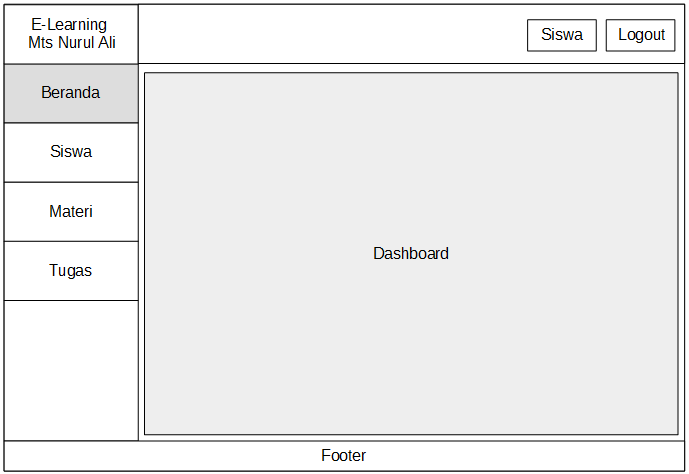 E-Learning
Mts Nurul Ali
Siswa
Logout
Beranda
Siswa
Materi
Tugas
Dashboard
Footer